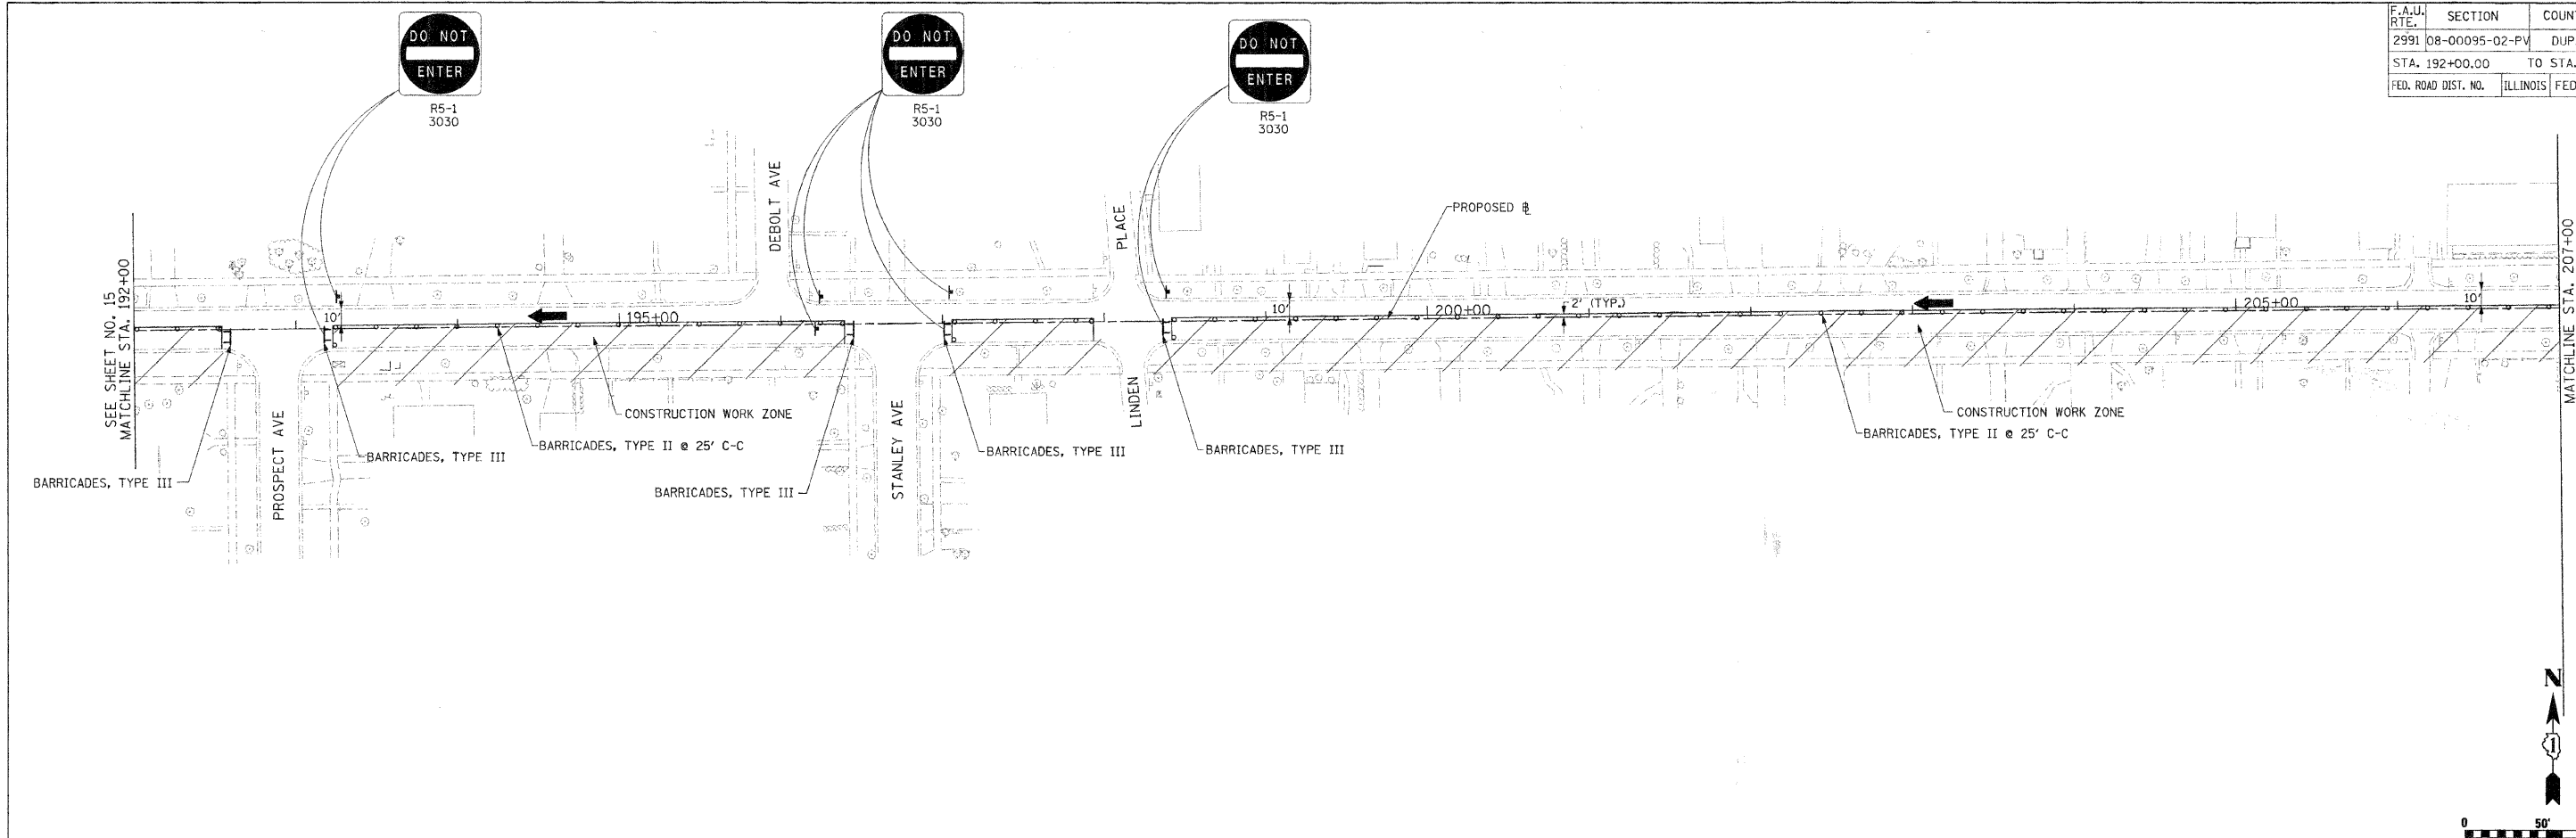 F.A.U. RTE. SECTION COUN
2991 08-00095-02-PV DUP
STA. 192+00.00 TO STA.
FED. ROAD DIST. NO. ILLINOIS FED
DO NOT
ENTER
R5-1
3030
DO NOT
ENTER
R5-1
3030
DO NOT
ENTER
R5-1
3030
DEBOLT AVE
PLACE
PROPOSED ℄
SEE SHEET NO. 15
MATCHLINE STA. 192+00
MATCHLINE STA. 207+00
10'
195+00
10'
200+00
2' (TYP.)
205+00
10'
CONSTRUCTION WORK ZONE
BARRICADES, TYPE II @ 25' C-C
BARRICADES, TYPE III
BARRICADES, TYPE III
PROSPECT AVE
BARRICADES, TYPE III
STANLEY AVE
BARRICADES, TYPE III
LINDEN
BARRICADES, TYPE III
CONSTRUCTION WORK ZONE
BARRICADES, TYPE II @ 25' C-C
N
1
0 50'